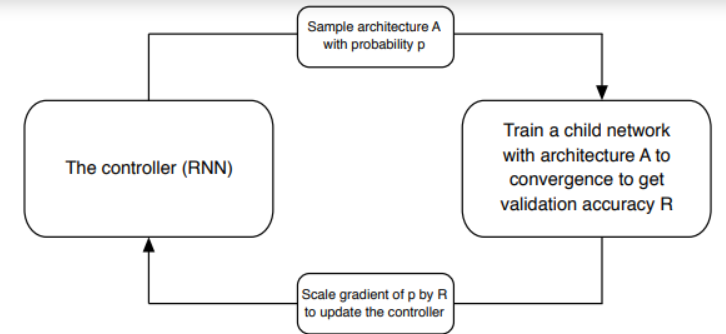 Sample architecture A
with probability p
The controller (RNN)
Train a child network
with architecture A to
convergence to get
validation accuracy R
Scale gradient of p by R
to update the controller